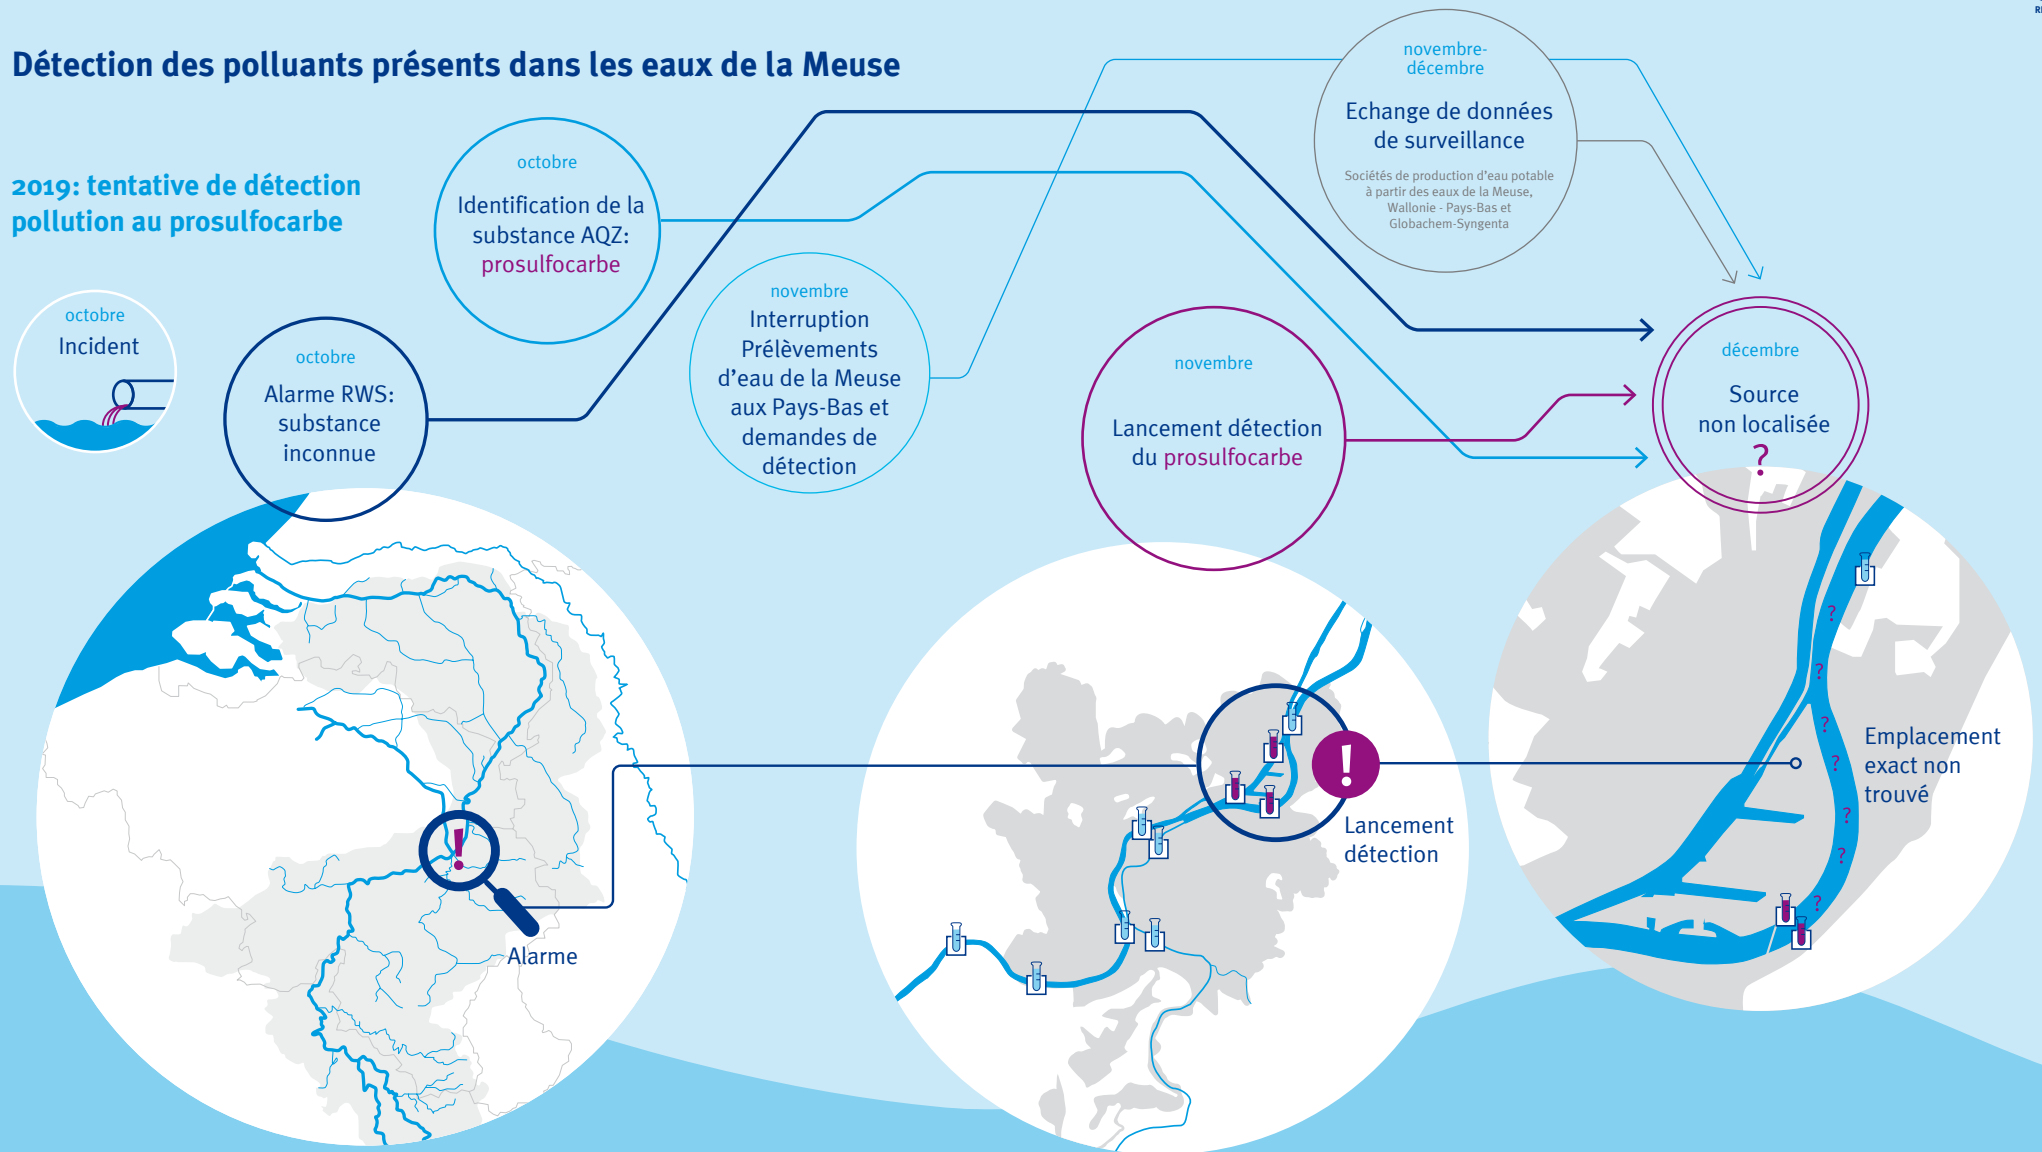 Détection des polluants présents dans les eaux de la Meuse
2019: tentative de détection
pollution au prosulfocarbe
octobre
Incident
octobre
Alarme RWS:
substance
inconnue
octobre
Identification de la
substance AQZ:
prosulfocarbe
novembre
Interruption
Prélèvements
d'eau de la Meuse
aux Pays-Bas et
demandes de
détection
novembre
Lancement détection
du prosulfocarbe
novembre-
décembre
Echange de données
de surveillance
Sociétés de production d'eau potable
à partir des eaux de la Meuse,
Wallonie - Pays-Bas et
Globachem-Syngenta
décembre
Source
non localisée
?
!
Alarme
!
Lancement
détection
?
?
?
?
?
?
?
Emplacement
exact non
trouvé